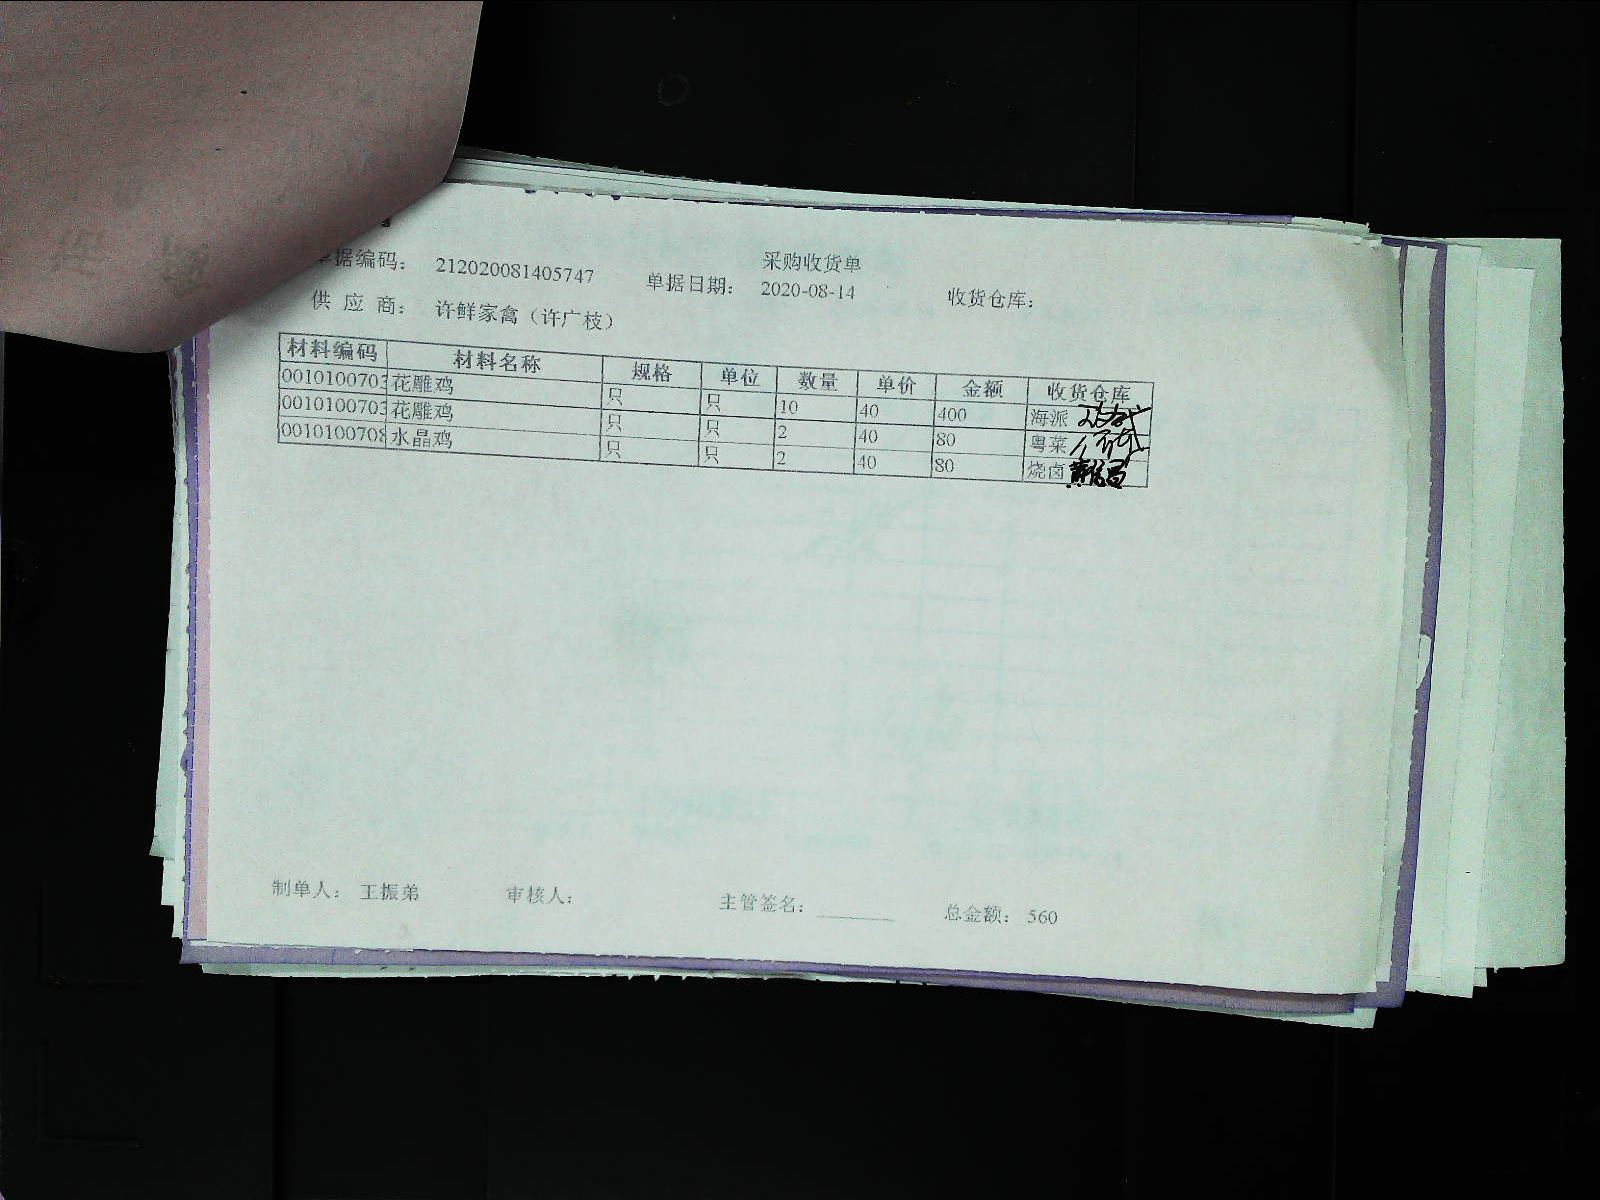 采购收货单
据编码： 212020081405747 单据日期： 2020-08-14 收货仓库：
供 应 商： 许鲜家禽（许广枝）
材料编码 材料名称 规格 单位 数量 单价 金额 收货仓库
0010100703 花雕鸡 只 只 10 40 400 海派
0010100703 花雕鸡 只 只 2 40 80 粤菜
0010100708 水晶鸡 只 只 2 40 80 烧卤
制单人： 王振弟 审核人： 主管签名： 总金额： 560